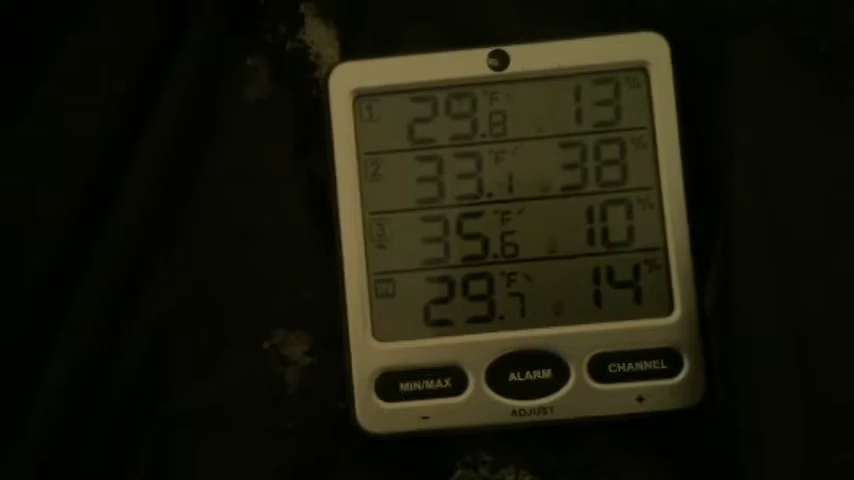 1 29.8 °F 13%
2 33.1 °F 38%
3 35.6 °F 10%
IN 29.7 °F 14%
MIN/MAX ALARM CHANNEL
- ADJUST +